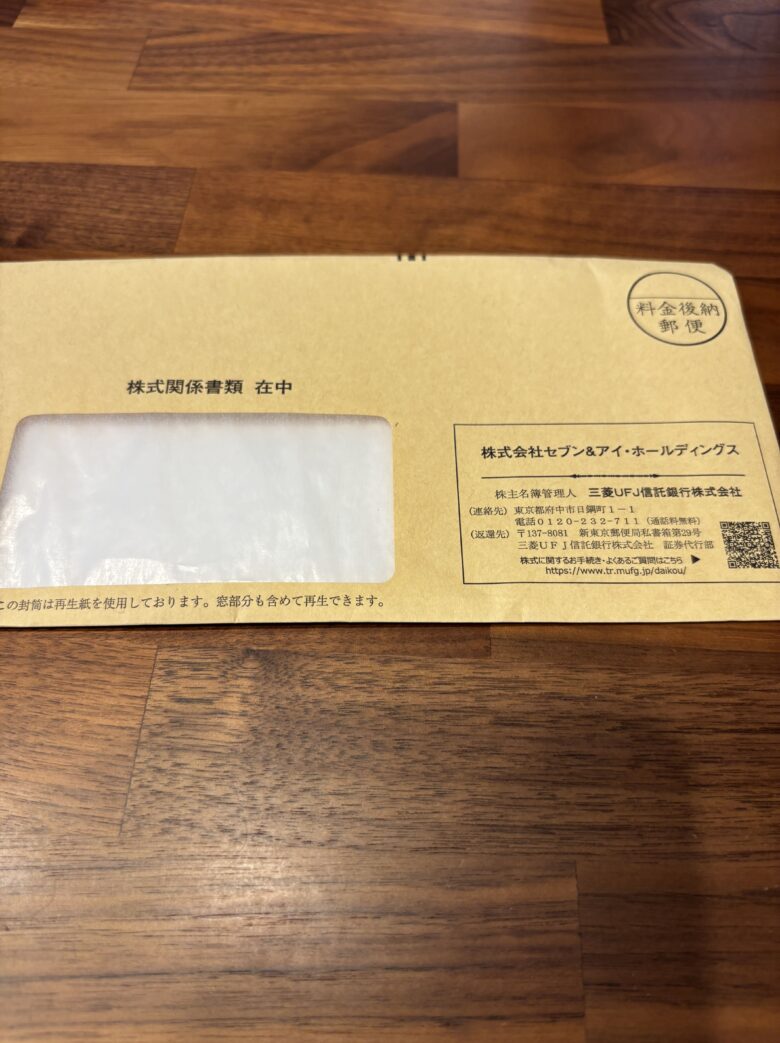 料金後納
郵便
株式関係書類 在中
株式会社セブン&アイ・ホールディングス
株主名簿管理人 三菱UFJ信託銀行株式会社
(連絡先) 東京都府中市日鋼町1-1
電話0120-232-711 (通話料無料)
(返還先) 〒137-8081 新東京郵便局私書箱第29号
三菱UFJ信託銀行株式会社 証券代行部
株式に関するお手続き・よくあるご質問はこちら ▶
https://www.tr.mufg.jp/daikou/
この封筒は再生紙を使用しております。窓部分も含めて再生できます。